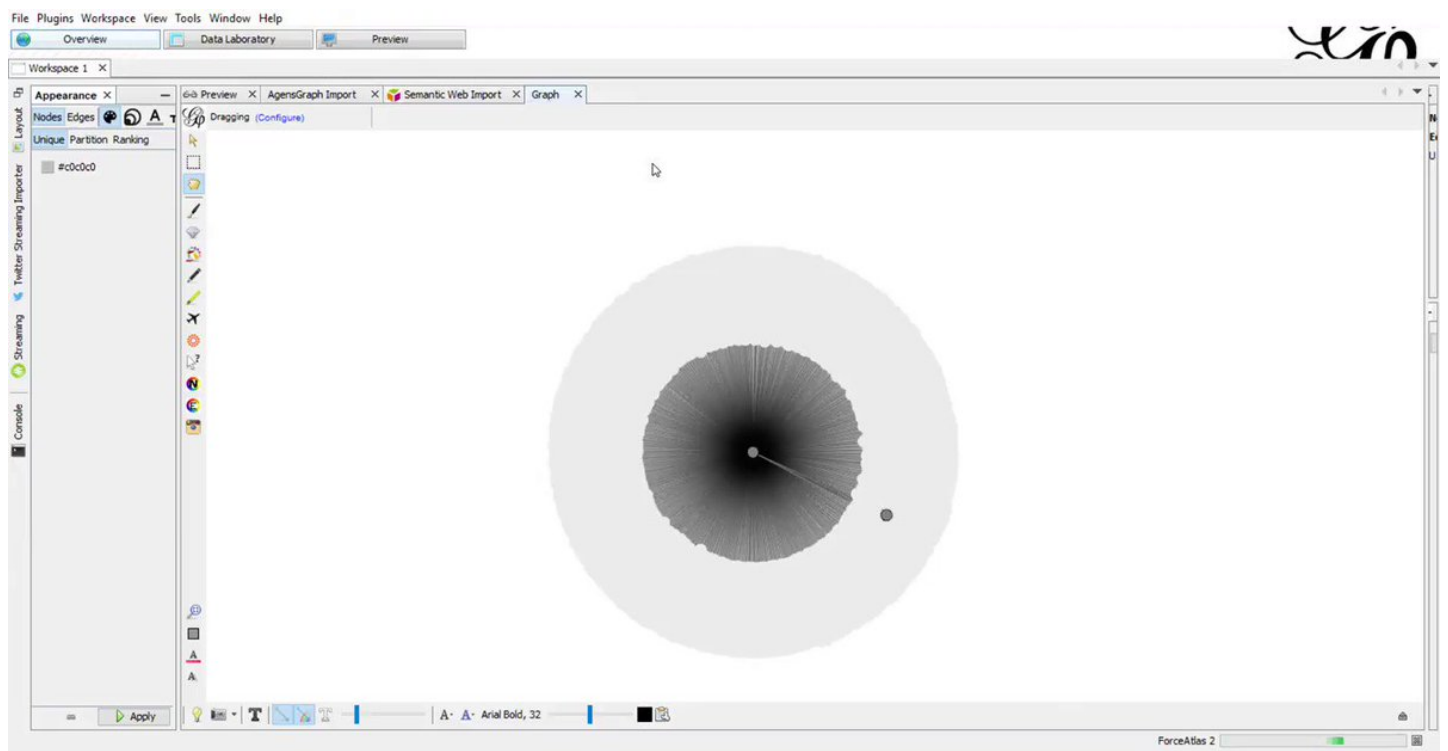 File Plugins Workspace View Tools Window Help
Overview Data Laboratory Preview
Workspace 1
Appearance Preview AgensGraph Import Semantic Web Import Graph
Nodes Edges Dragging (Configure)
Unique Partition Ranking
#c0c0c0
Layout
Twitter Streaming Importer
Streaming
Console
Apply
Arial Bold, 32
ForceAtlas 2